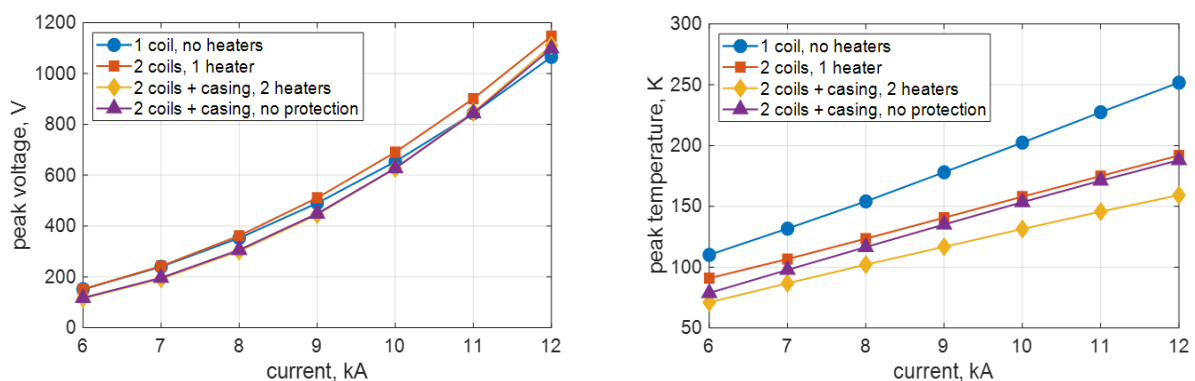 1200
1000
800
600
400
200
0
peak voltage, V
1 coil, no heaters
2 coils, 1 heater
2 coils + casing, 2 heaters
2 coils + casing, no protection
6 7 8 9 10 11 12
current, kA
300
250
200
150
100
50
peak temperature, K
1 coil, no heaters
2 coils, 1 heater
2 coils + casing, 2 heaters
2 coils + casing, no protection
6 7 8 9 10 11 12
current, kA